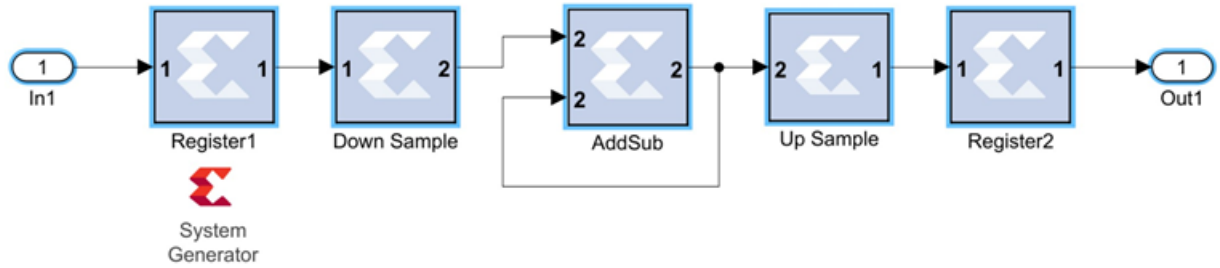 1
In1
1 1
Register1
1 2
Down Sample
2
2
2
AddSub
2 1
Up Sample
1 1
Register2
1
Out1
System
Generator